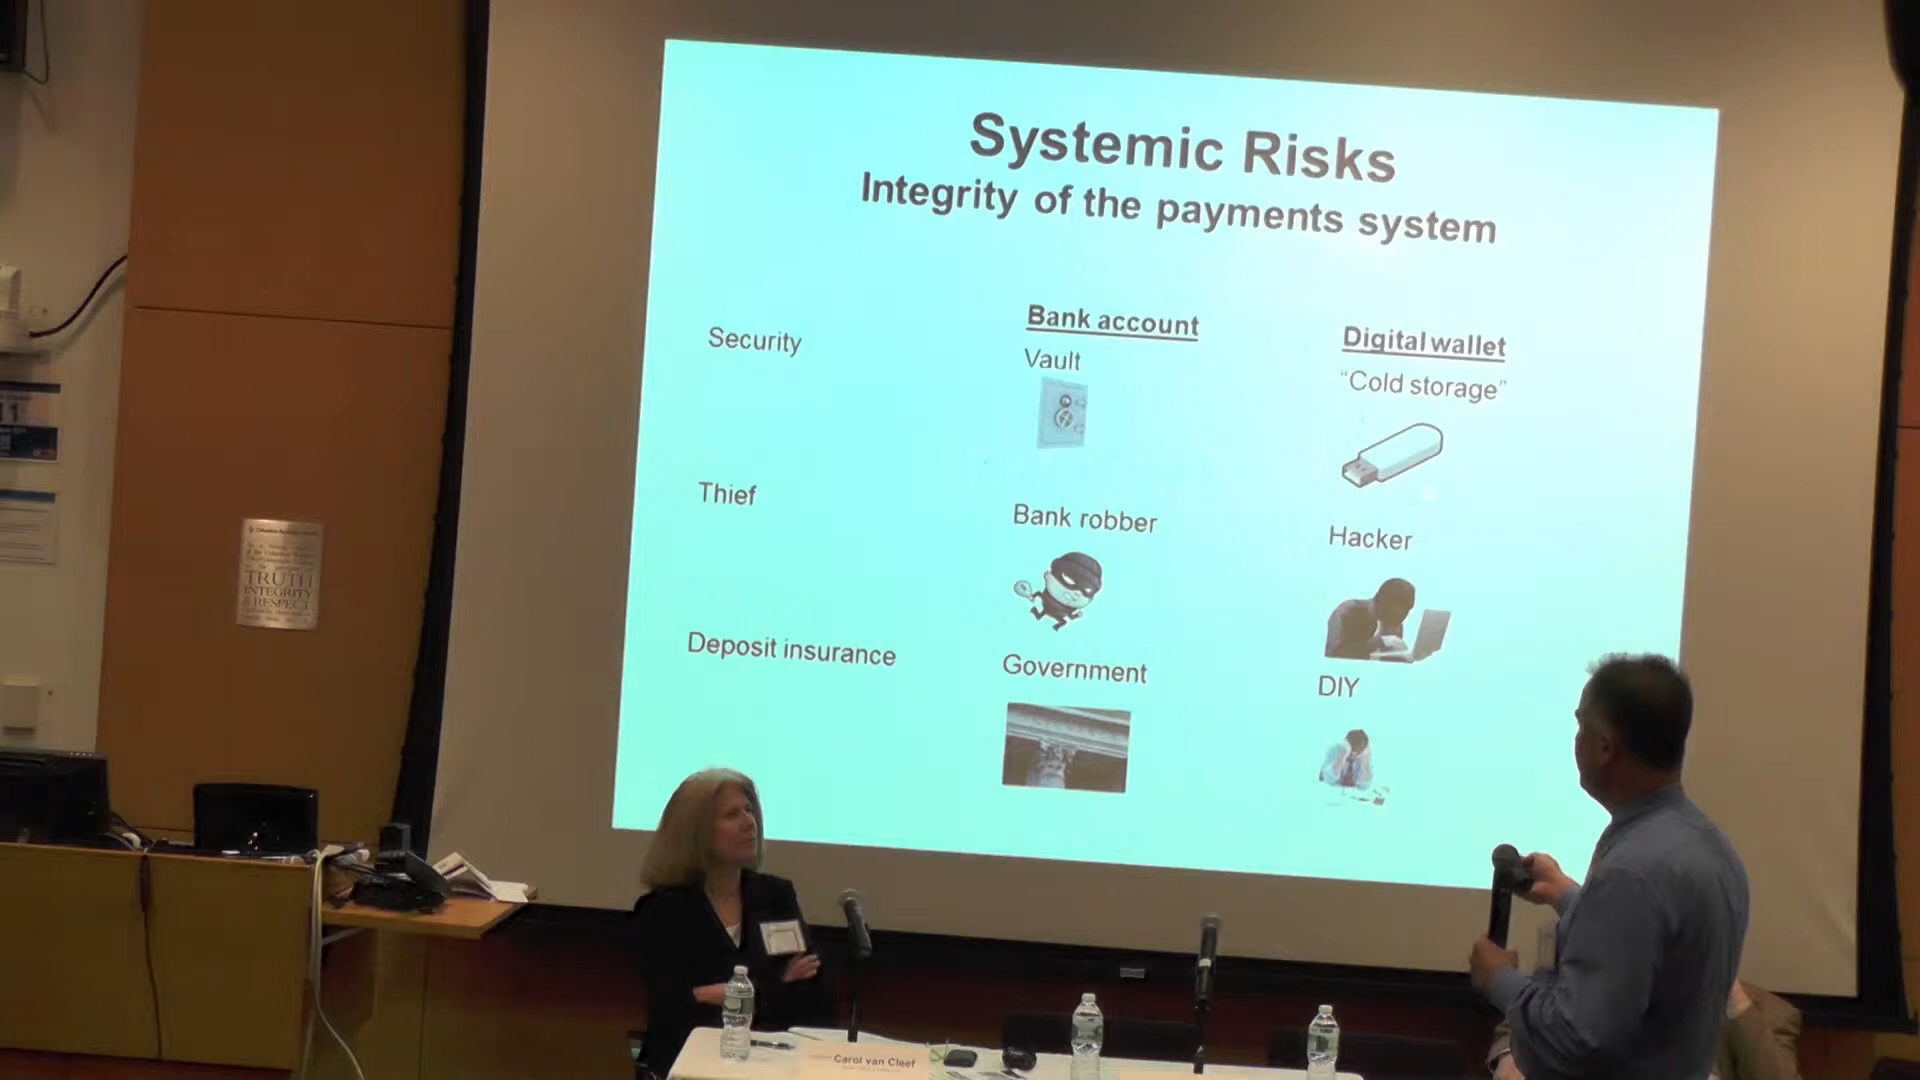 Systemic Risks
Integrity of the payments system
Bank account
Digital wallet
Security
Vault
“Cold storage”
Thief
Bank robber
Hacker
Deposit insurance
Government
DIY
TRUTH
INTEGRITY
& RESPECT
Carol van Cleef